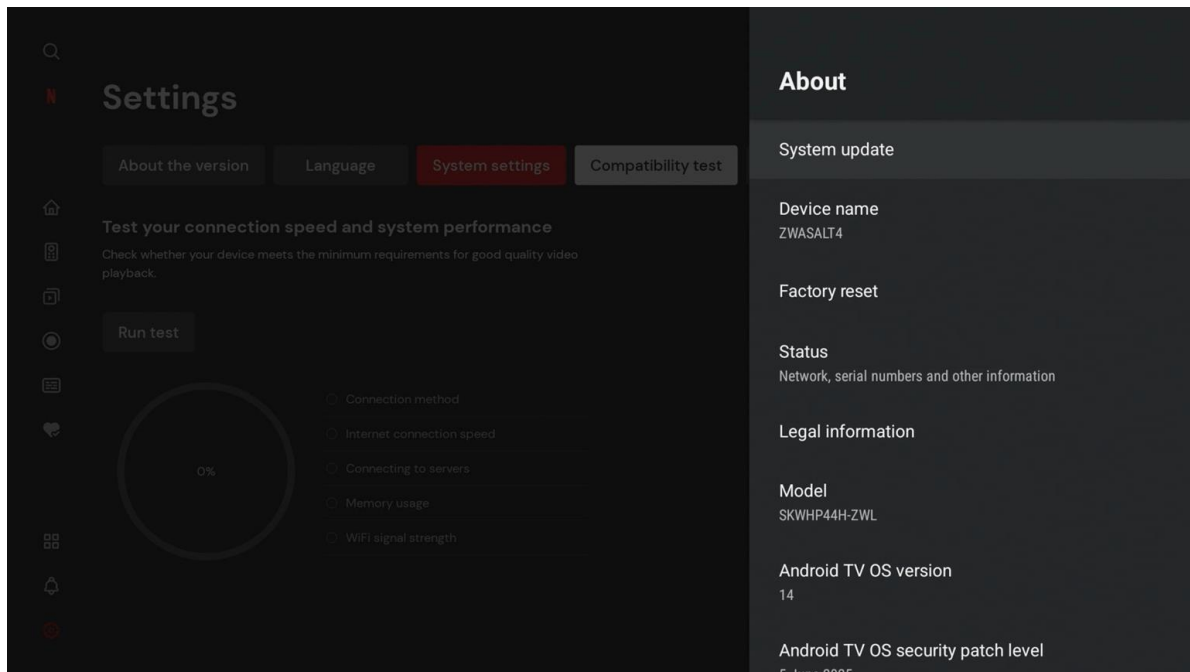 N
Settings
About the version
Language
System settings
Compatibility test
Test your connection speed and system performance
Check whether your device meets the minimum requirements for good quality video
playback.
Run test
0%
Connection method
Internet connection speed
Connecting to servers
Memory usage
WiFi signal strength
About
System update
Device name
ZWASALT4
Factory reset
Status
Network, serial numbers and other information
Legal information
Model
SKWHP44H-ZWL
Android TV OS version
14
Android TV OS security patch level